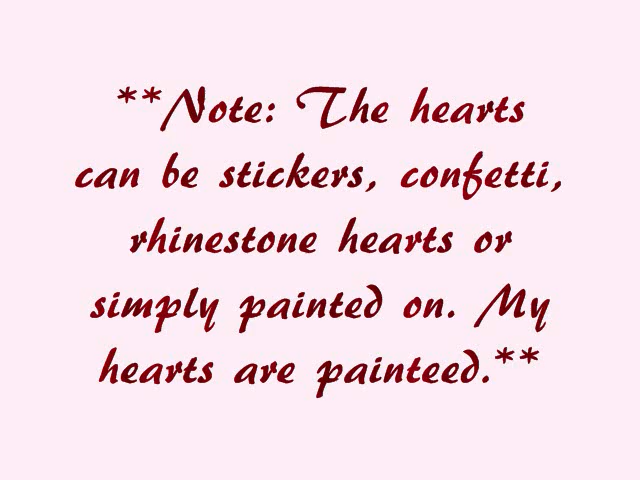 **Note: The hearts
can be stickers, confetti,
rhinestone hearts or
simply painted on. My
hearts are painteed.**